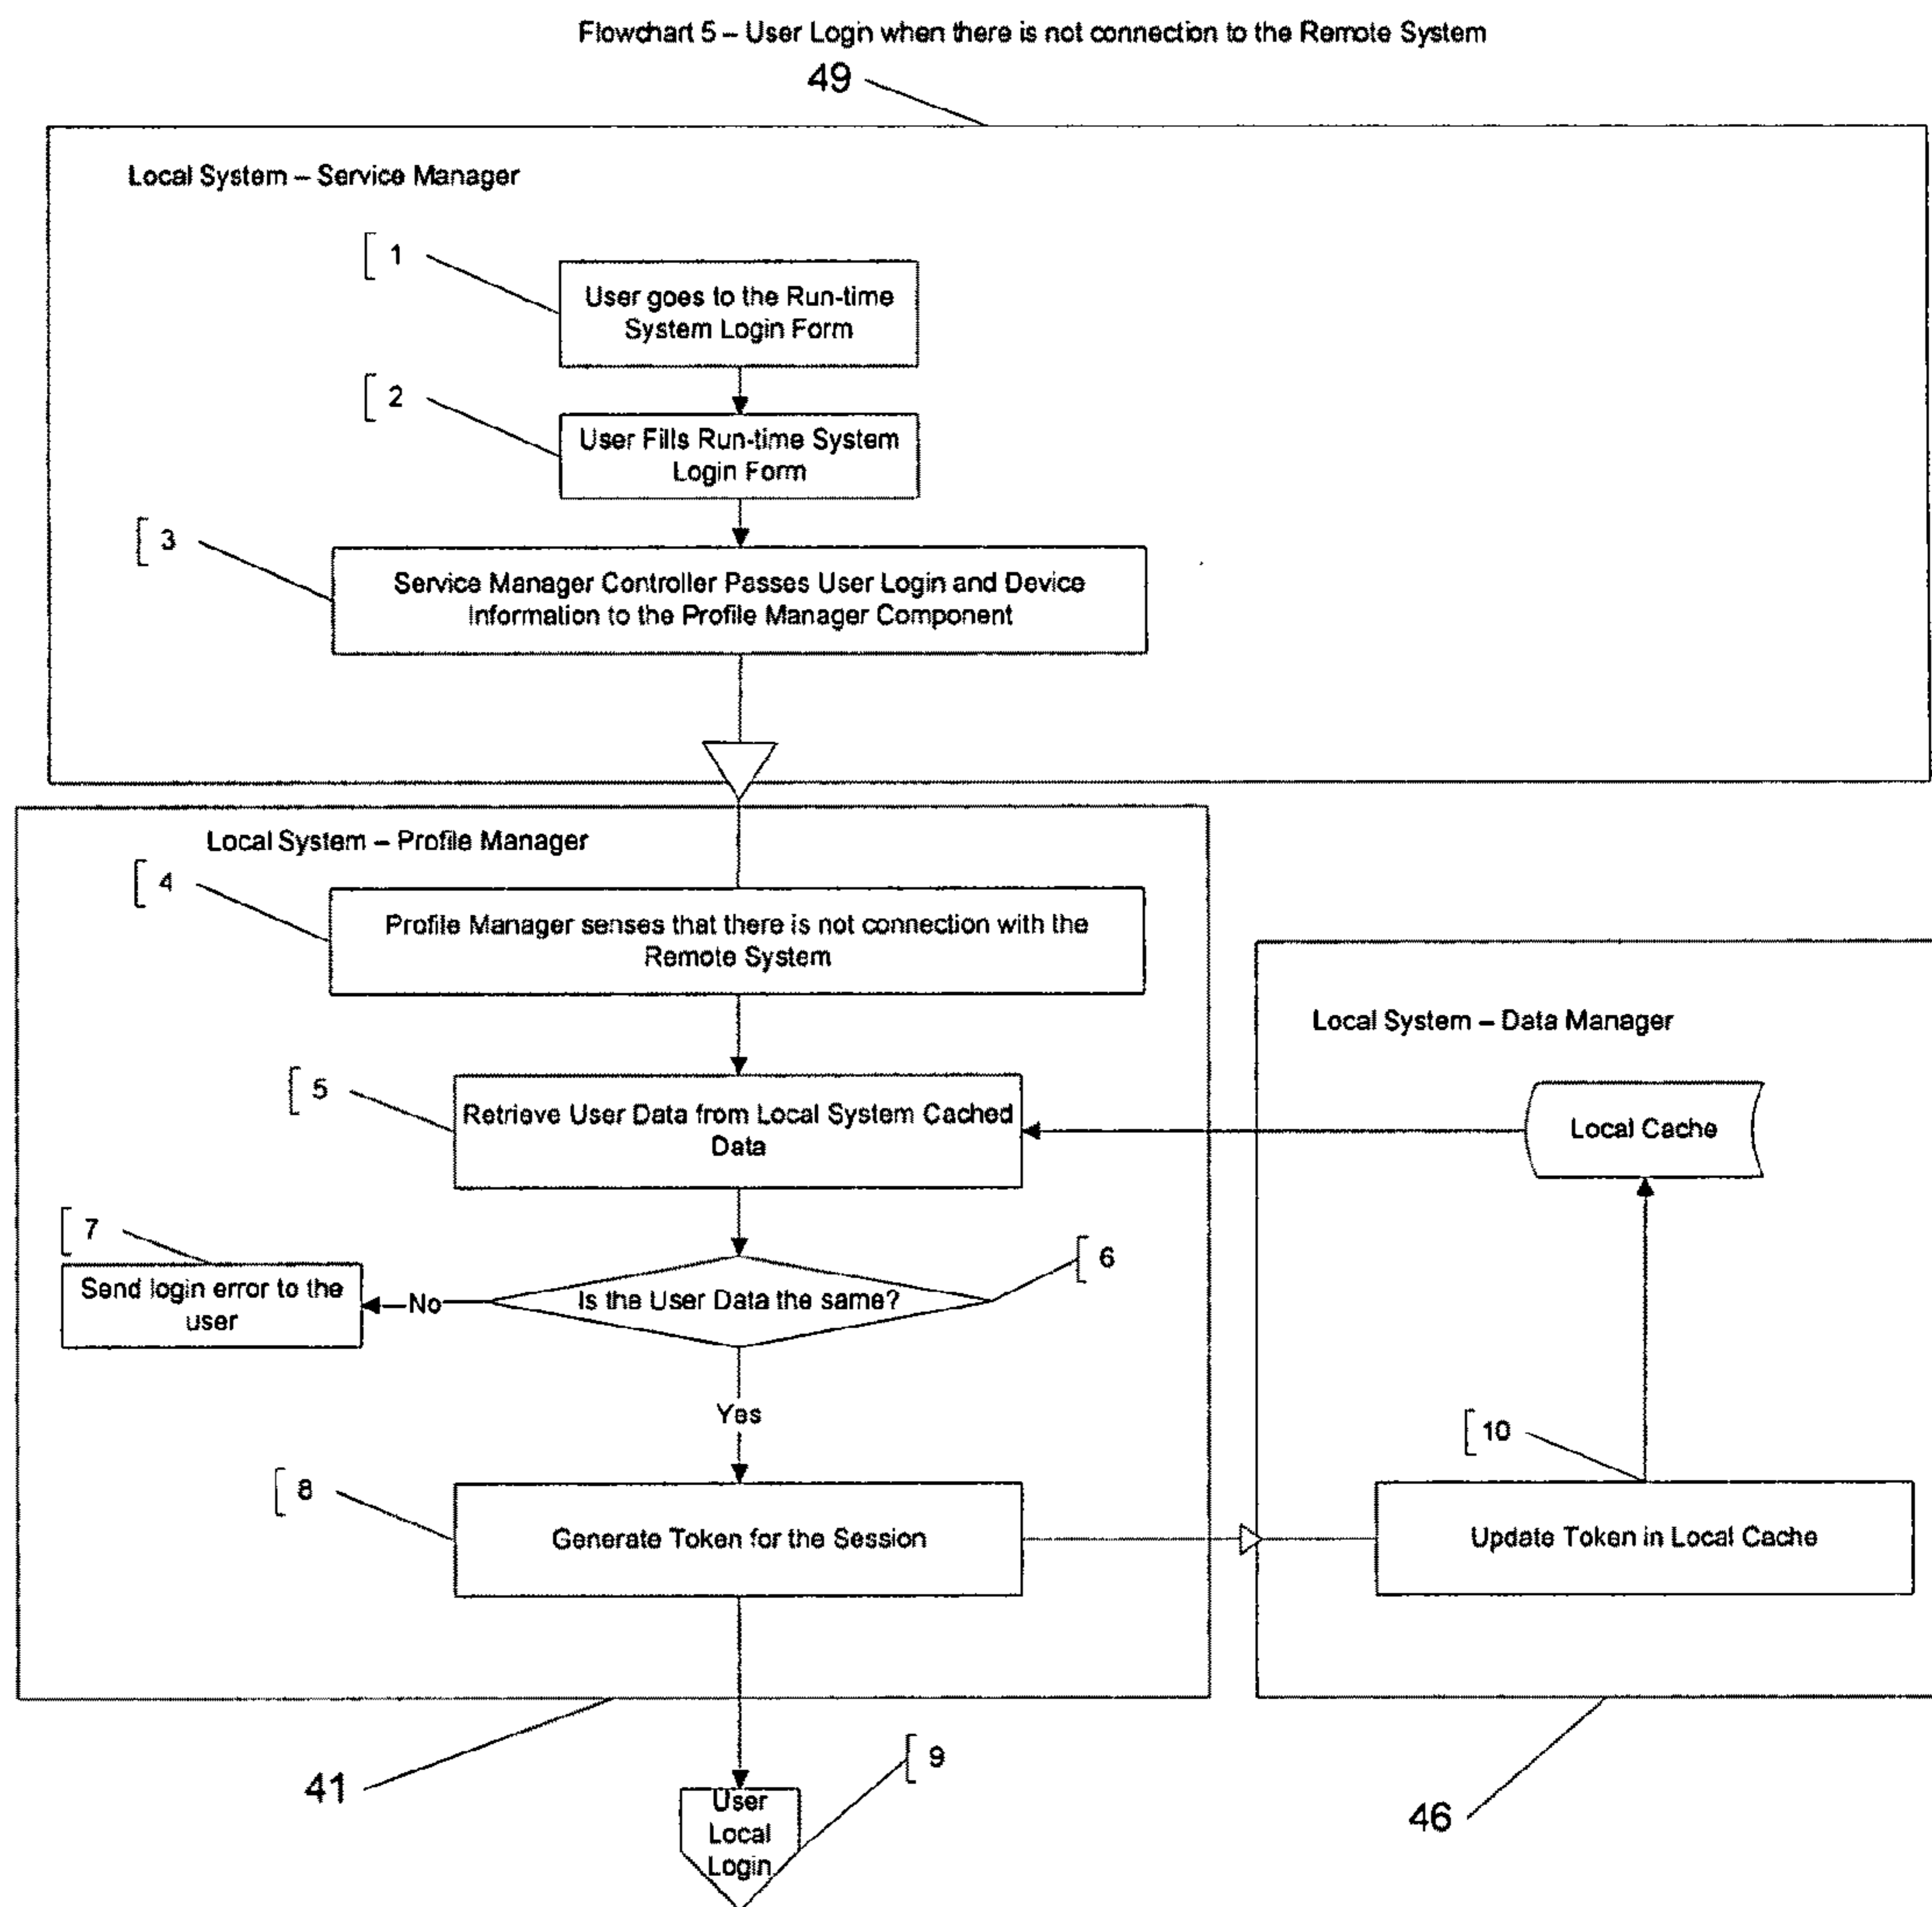 Flowchart 5 – User Login when there is not connection to the Remote System
49
Local System – Service Manager
1
User goes to the Run-time
System Login Form
2
User Fills Run-time System
Login Form
3
Service Manager Controller Passes User Login and Device
Information to the Profile Manager Component
Local System – Profile Manager
4
Profile Manager senses that there is not connection with the
Remote System
Local System – Data Manager
5
Retrieve User Data from Local System Cached
Data
Local Cache
7
Send login error to the
user
No
6
Is the User Data the same?
Yes
8
Generate Token for the Session
10
Update Token in Local Cache
41
9
User
Local
Login
46